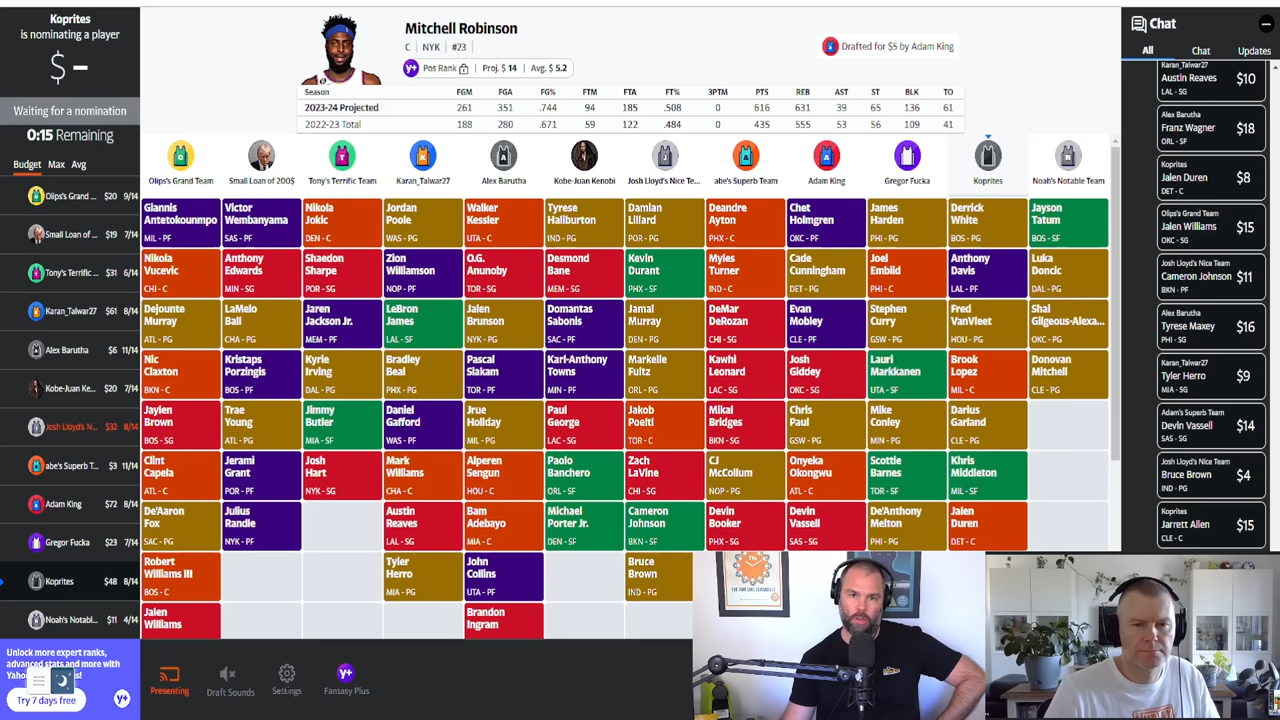 Koprites
is nominating a player
$ –
Waiting for a nomination
0:15 Remaining
Budget Max Avg
Olips's Grand ... $20 9/14
Small Loan of ... $19 7/14
Tony's Terrific ... $31 6/14
Karan_Talwar27 $61 8/14
Alex Barutha $6 11/14
Kobe-Juan Ke... $20 7/14
Josh Lloyd's N... $32 8/14
abe's Superb T... $3 11/14
Adam King $72 8/14
Gregor Fucka $23 7/14
Koprites $48 8/14
Noah's Notabl... $11 4/14
Unlock more expert ranks,
advanced stats and more with
Try 7 days free
Mitchell Robinson
C | NYK | #23
Pos Rank Proj. $ 14 Avg. $ 5.2
Drafted for $5 by Adam King
Season FGM FGA FG% FTM FTA FT% 3PTM PTS REB AST ST BLK TO
2023-24 Projected 261 351 .744 94 185 .508 0 616 631 39 65 136 61
2022-23 Total 188 280 .671 59 122 .484 0 435 555 53 56 109 41
Olips's Grand Team Small Loan of 200$ Tony's Terrific Team Karan_Talwar27 Alex Barutha Kobe-Juan Kenobi Josh Lloyd's Nice Te... abe's Superb Team Adam King Gregor Fucka Koprites Noah's Notable Team
Giannis Victor Nikola Jordan Walker Tyrese Damian Deandre Chet James Derrick Jayson
Antetokounmpo Wembanyama Jokic Poole Kessler Haliburton Lillard Ayton Holmgren Harden White Tatum
MIL - PF SAS - PF DEN - C WAS - PG UTA - C IND - PG POR - PG PHX - C OKC - PF PHI - PG BOS - PG BOS - SF
Nikola Anthony Shaedon Zion O.G. Desmond Kevin Myles Cade Joel Anthony Luka
Vucevic Edwards Sharpe Williamson Anunoby Bane Durant Turner Cunningham Embiid Davis Doncic
CHI - C MIN - SG POR - SG NOP - PF TOR - SG MEM - SG PHX - SF IND - C DET - PG PHI - C LAL - PF DAL - PG
Dejounte LaMelo Jaren LeBron Jalen Domantas Jamal DeMar Evan Stephen Fred Shai
Murray Ball Jackson Jr. James Brunson Sabonis Murray DeRozan Mobley Curry VanVleet Gilgeous-Alexa...
ATL - PG CHA - PG MEM - PF LAL - SF NYK - PG SAC - PF DEN - PG CHI - SG CLE - PF GSW - PG HOU - PG OKC - PG
Nic Kristaps Kyrie Bradley Pascal Karl-Anthony Markelle Kawhi Josh Lauri Brook Donovan
Claxton Porzingis Irving Beal Siakam Towns Fultz Leonard Giddey Markkanen Lopez Mitchell
BKN - C BOS - PF DAL - PG PHX - PG TOR - PF MIN - PF ORL - PG LAC - SG OKC - SG UTA - SF MIL - C CLE - PG
Jaylen Trae Jimmy Daniel Jrue Paul Jakob Mikal Chris Mike Darius
Brown Young Butler Gafford Holiday George Poeltl Bridges Paul Conley Garland
BOS - SG ATL - PG MIA - SF WAS - PF MIL - PG LAC - SG TOR - C BKN - SG GSW - PG MIN - PG CLE - PG
Clint Jerami Josh Mark Alperen Paolo Zach CJ Onyeka Scottie Khris
Capela Grant Hart Williams Sengun Banchero LaVine McCollum Okongwu Barnes Middleton
ATL - C POR - PF NYK - SG CHA - C HOU - C ORL - SF CHI - SG NOP - PG ATL - C TOR - SF MIL - SF
De'Aaron Julius Austin Bam Michael Cameron Devin Devin De'Anthony Jalen
Fox Randle Reaves Adebayo Porter Jr. Johnson Booker Vassell Melton Duren
SAC - PG NYK - PF LAL - SG MIA - C DEN - SF BKN - SF PHX - SG SAS - SG PHI - PG DET - C
Robert Tyler John Bruce
Williams III Herro Collins Brown
BOS - C MIA - PG UTA - PF IND - PG
Jalen Brandon
Williams Ingram
Presenting Draft Sounds Settings Fantasy Plus
Chat
All Chat Updates
Karan_Talwar27
Austin Reaves $10
LAL - SG
Alex Barutha
Franz Wagner $18
ORL - SF
Koprites
Jalen Duren $8
DET - C
Olips's Grand Team
Jalen Williams $15
OKC - SG
Josh Lloyd's Nice Team
Cameron Johnson $11
BKN - PF
Alex Barutha
Tyrese Maxey $16
PHI - SG
Karan_Talwar27
Tyler Herro $9
MIA - SG
Adam's Superb Team
Devin Vassell $14
SAS - SG
Josh Lloyd's Nice Team
Bruce Brown $4
IND - PG
Koprites
Jarrett Allen $15
CLE - C